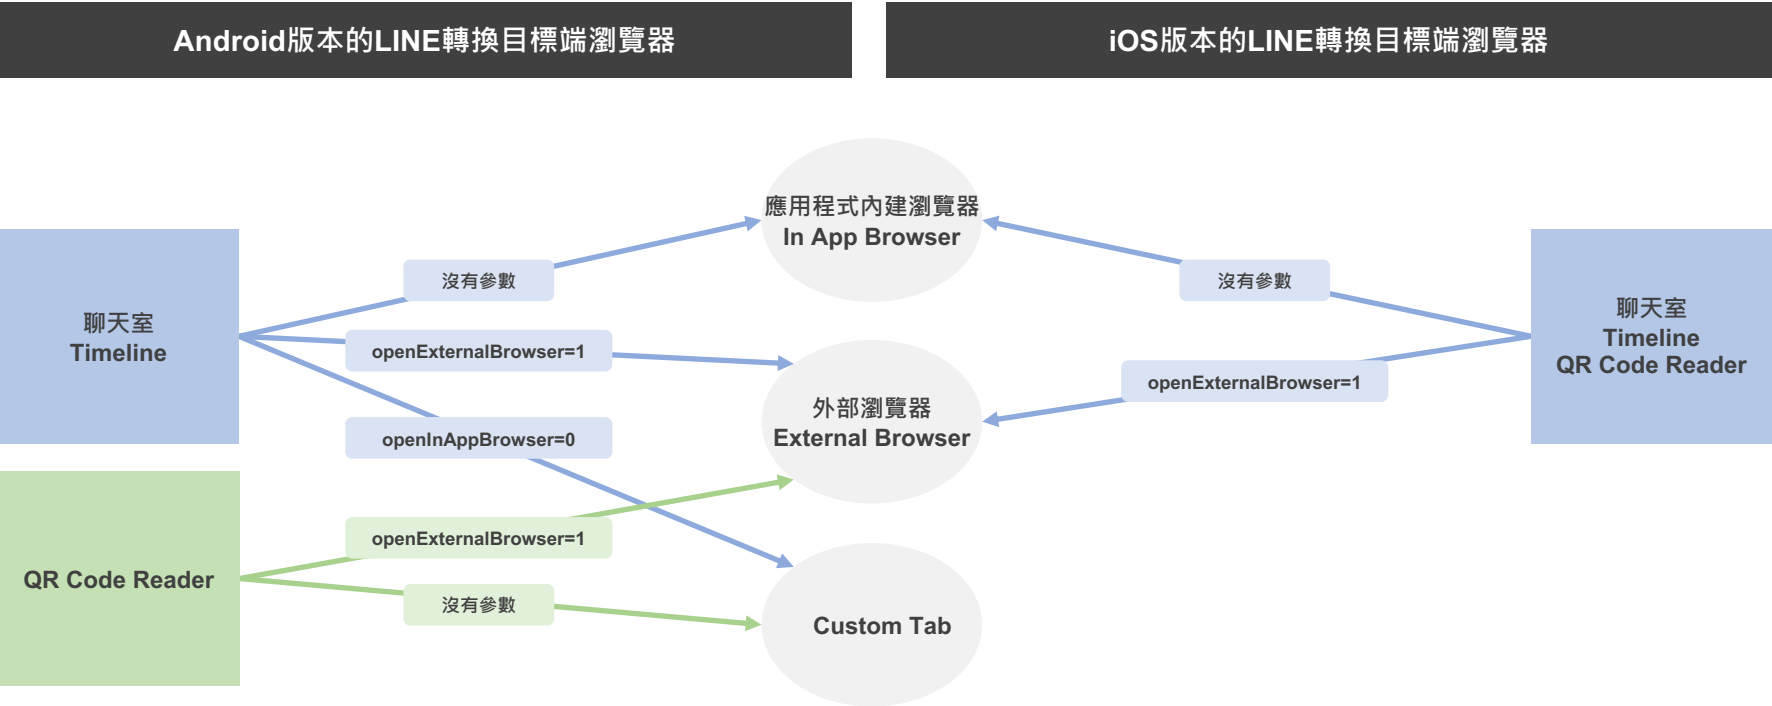 Android版本的LINE轉換目標端瀏覽器
iOS版本的LINE轉換目標端瀏覽器
應用程式內建瀏覽器
In App Browser
沒有參數
沒有參數
聊天室
Timeline
聊天室
Timeline
QR Code Reader
openExternalBrowser=1
openExternalBrowser=1
外部瀏覽器
External Browser
openInAppBrowser=0
openExternalBrowser=1
QR Code Reader
沒有參數
Custom Tab